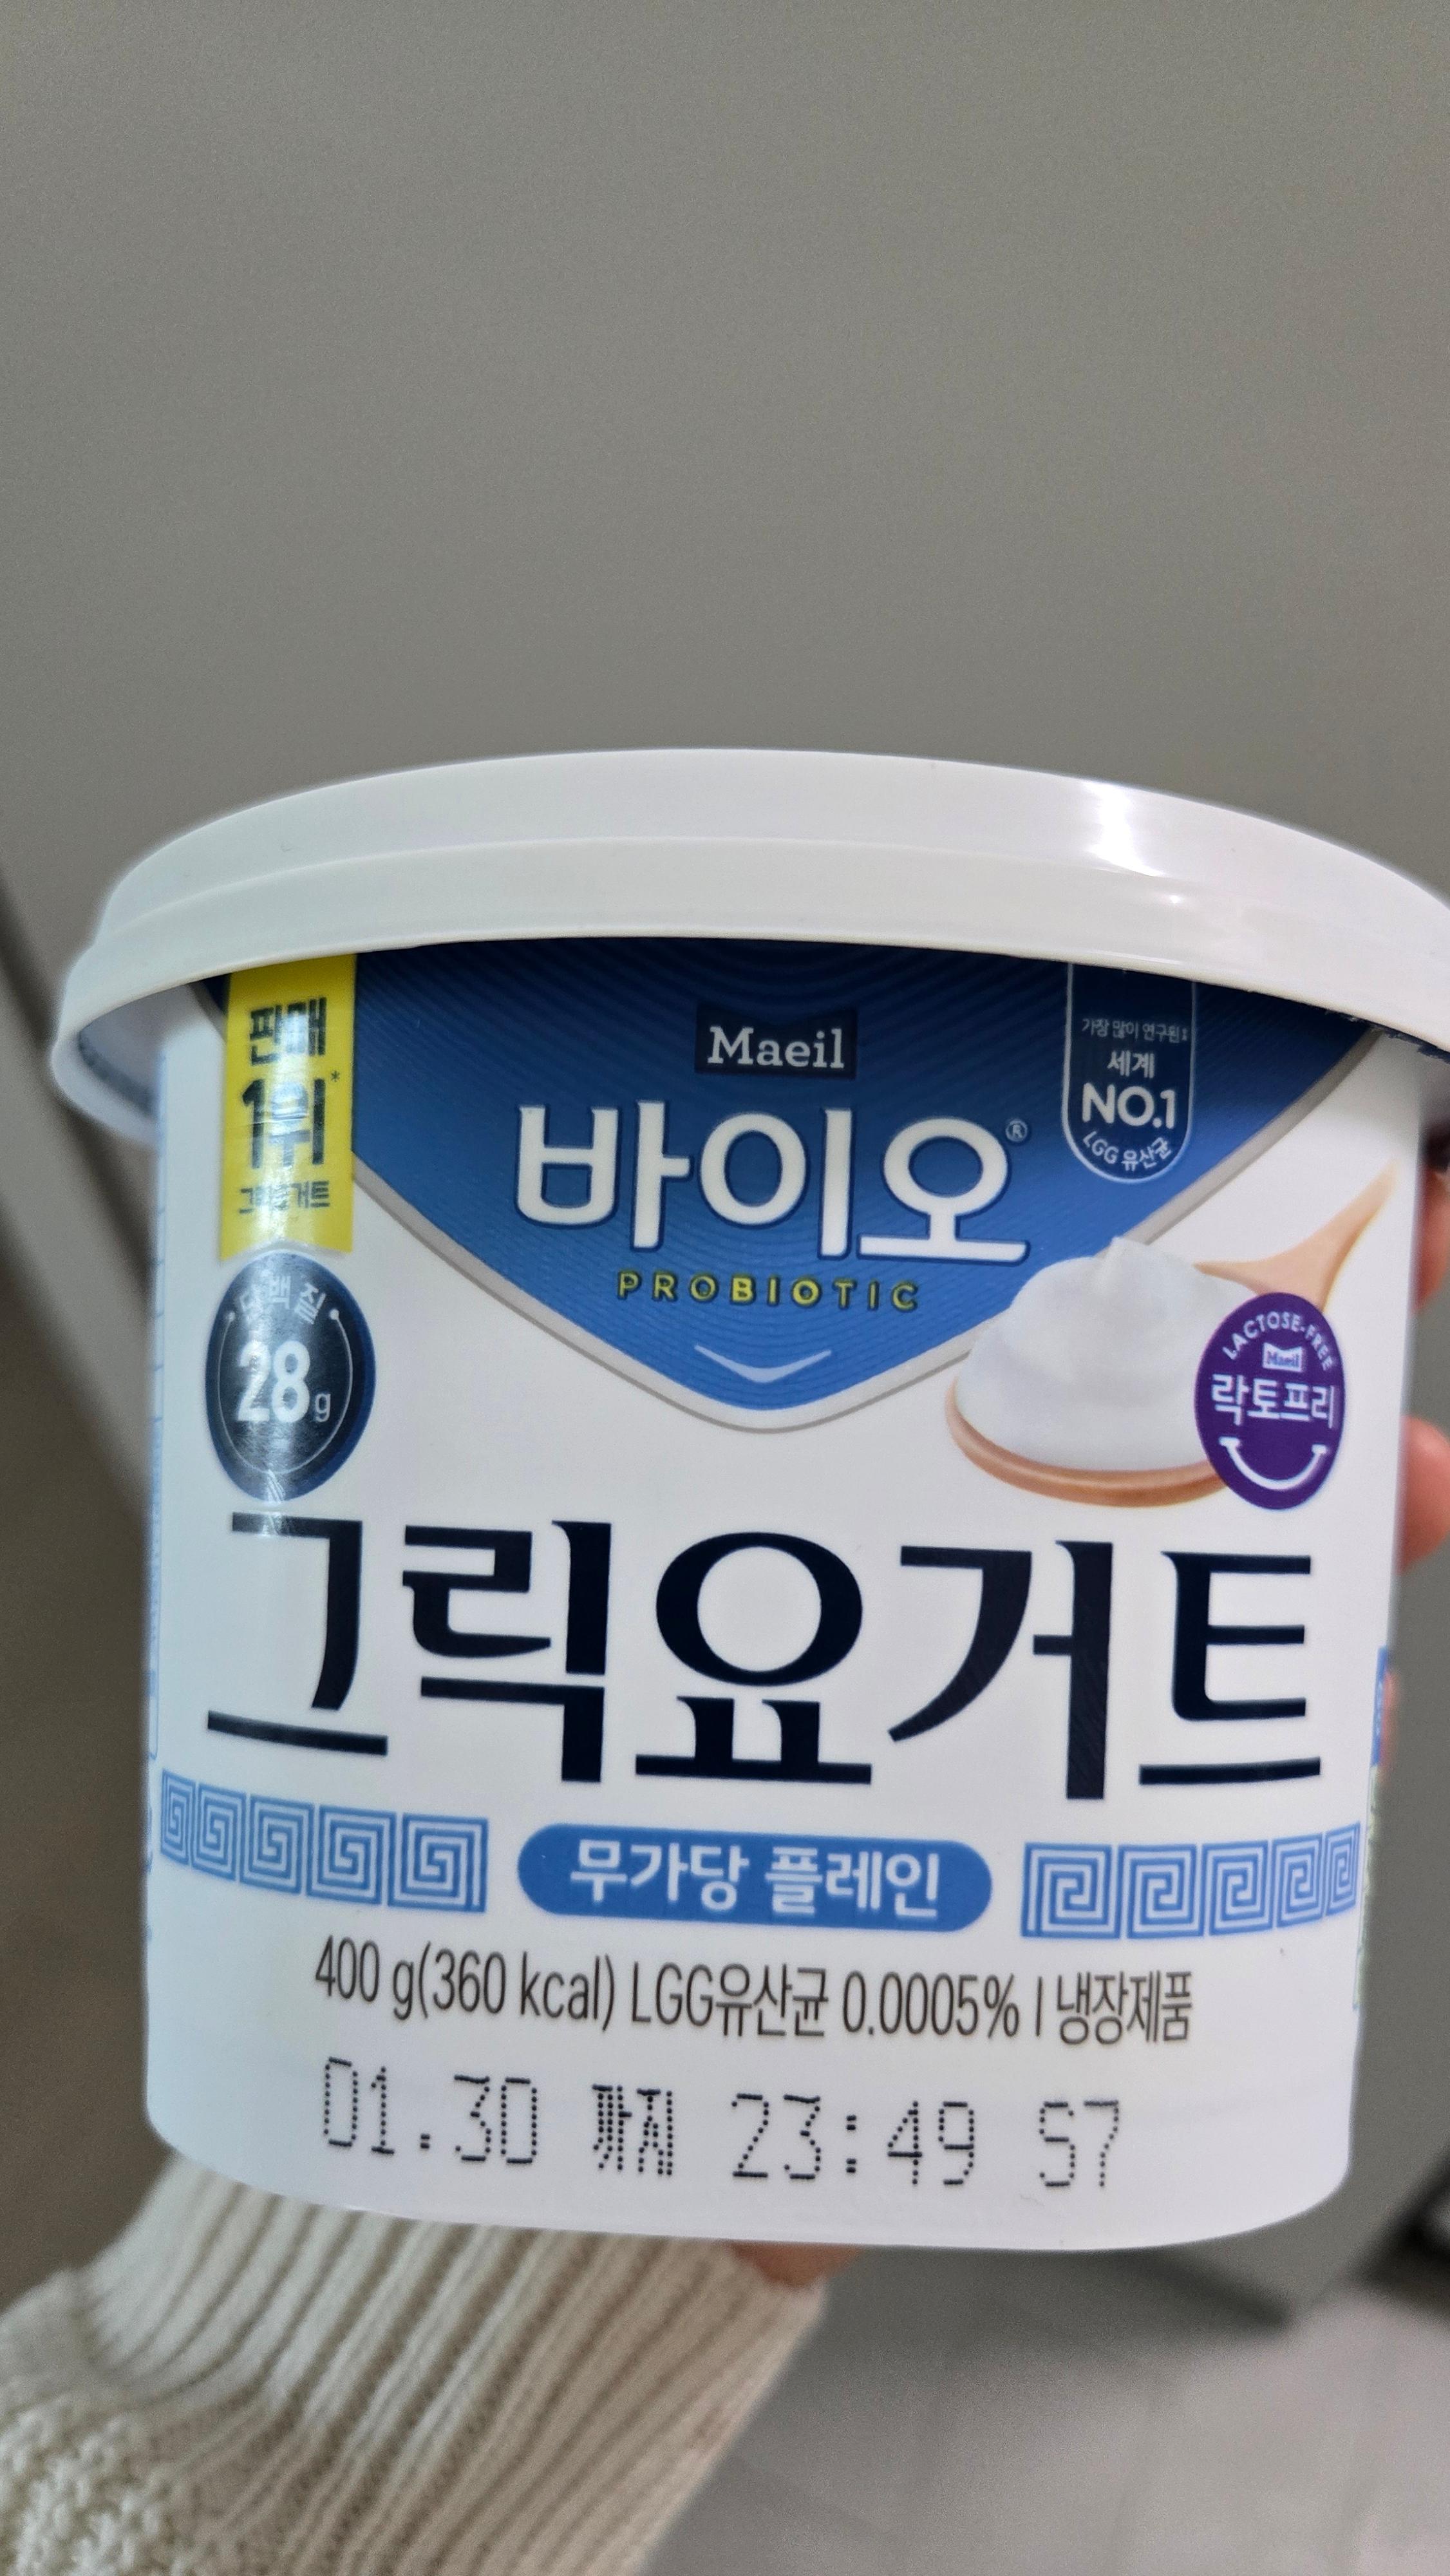 판매
1위*
그릭요거트
Maeil
바이오®
PROBIOTIC
가장 많이 연구된
세계
NO.1
LGG 유산균
단백질
28g
LACTOSE-FREE
Maeil
락토프리
그릭요거트
무가당 플레인
400 g(360 kcal) LGG유산균 0.0005% I 냉장제품
01.30 까지 23:49 S7